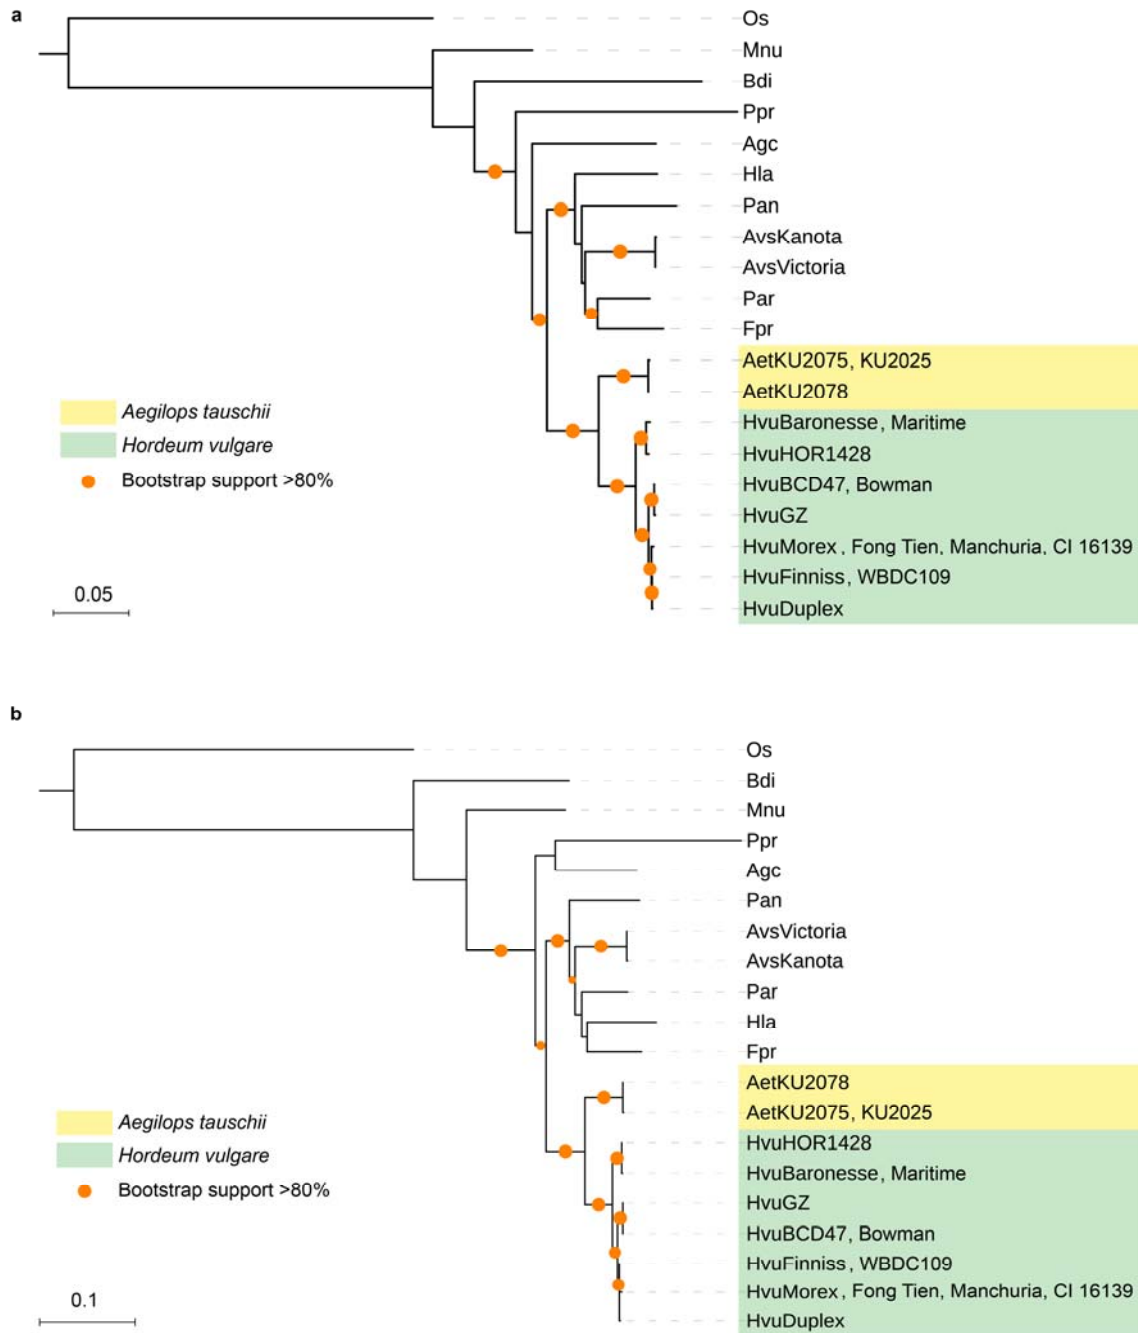 a
Os
Mnu
Bdi
Ppr
Agc
Hla
Pan
AvsKanota
AvsVictoria
Par
Fpr
AetKU2075, KU2025
AetKU2078
HvuBaronesse, Maritime
HvuHOR1428
HvuBCD47, Bowman
HvuGZ
HvuMorex, Fong Tien, Manchuria, CI 16139
HvuFinniss, WBDC109
HvuDuplex
Aegilops tauschii
Hordeum vulgare
Bootstrap support >80%
0.05
b
Os
Bdi
Mnu
Ppr
Agc
Pan
AvsVictoria
AvsKanota
Par
Hla
Fpr
AetKU2078
AetKU2075, KU2025
HvuHOR1428
HvuBaronesse, Maritime
HvuGZ
HvuBCD47, Bowman
HvuFinniss, WBDC109
HvuMorex, Fong Tien, Manchuria, CI 16139
HvuDuplex
Aegilops tauschii
Hordeum vulgare
Bootstrap support >80%
0.1